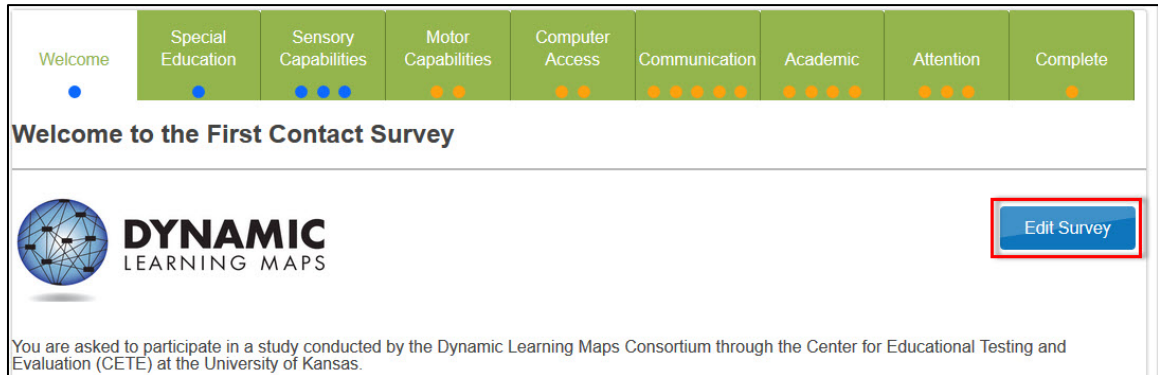 Welcome
Special
Education
Sensory
Capabilities
Motor
Capabilities
Computer
Access
Communication
Academic
Attention
Complete
Welcome to the First Contact Survey
DYNAMIC
LEARNING MAPS
Edit Survey
You are asked to participate in a study conducted by the Dynamic Learning Maps Consortium through the Center for Educational Testing and
Evaluation (CETE) at the University of Kansas.